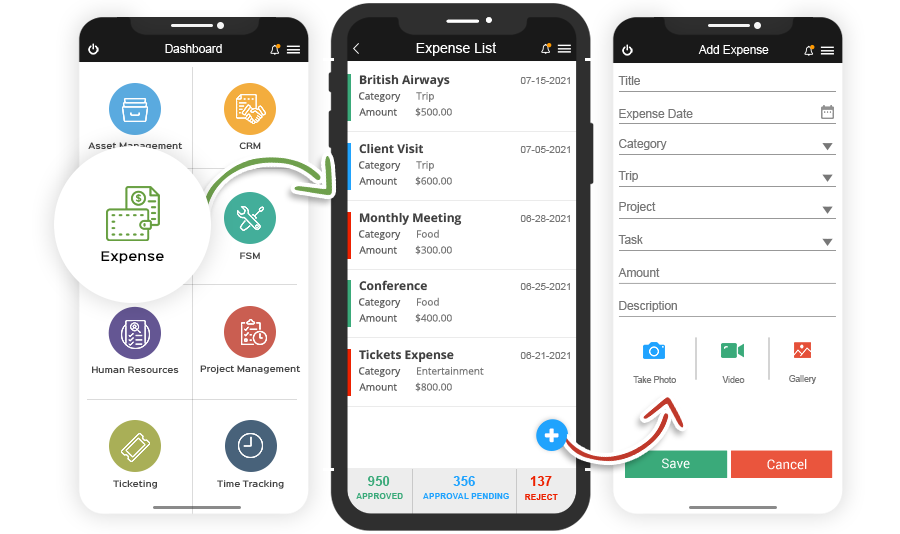 Dashboard
Asset Management
CRM
Expense
FSM
Human Resources
Project Management
Ticketing
Time Tracking
Expense List
British Airways 07-15-2021
Category Trip
Amount $500.00
Client Visit 07-05-2021
Category Trip
Amount $600.00
Monthly Meeting 06-28-2021
Category Food
Amount $300.00
Conference 06-25-2021
Category Food
Amount $400.00
Tickets Expense 06-21-2021
Category Entertainment
Amount $800.00
950 356 137
APPROVED APPROVAL PENDING REJECT
Add Expense
Title
Expense Date
Category
Trip
Project
Task
Amount
Description
Take Photo Video Gallery
Save Cancel